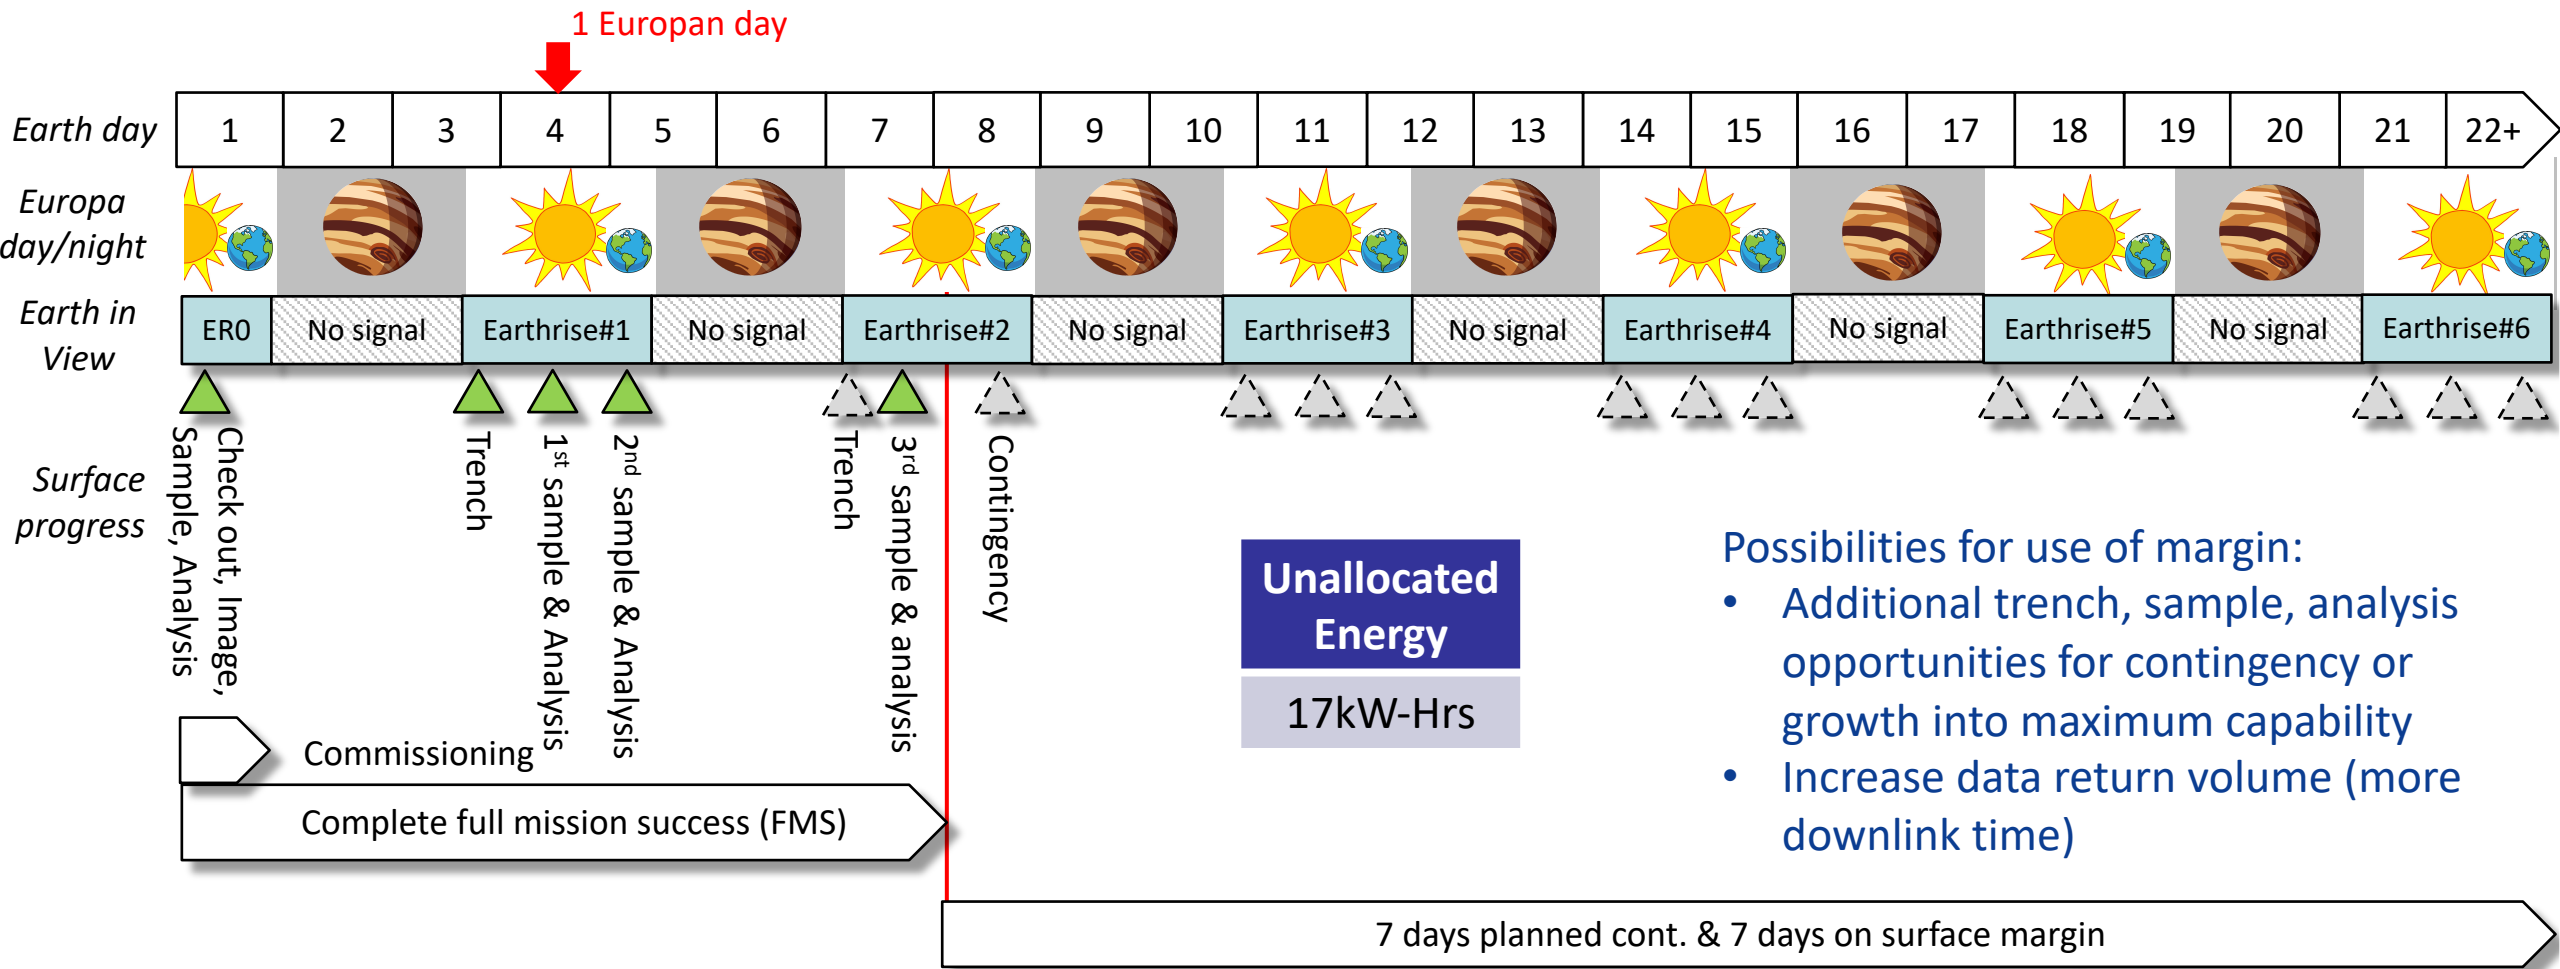 1 Europan day
Earth day
1 2 3 4 5 6 7 8 9 10 11 12 13 14 15 16 17 18 19 20 21 22+
Europa
day/night
Earth in
View
ER0 No signal Earthrise#1 No signal Earthrise#2 No signal Earthrise#3 No signal Earthrise#4 No signal Earthrise#5 No signal Earthrise#6
Surface
progress
Check out, Image,
Sample, Analysis
Trench
1st sample & Analysis
2nd sample & Analysis
Trench
3rd sample & analysis
Contingency
Unallocated
Energy
17kW-Hrs
Possibilities for use of margin:
• Additional trench, sample, analysis
opportunities for contingency or
growth into maximum capability
• Increase data return volume (more
downlink time)
Commissioning
Complete full mission success (FMS)
7 days planned cont. & 7 days on surface margin